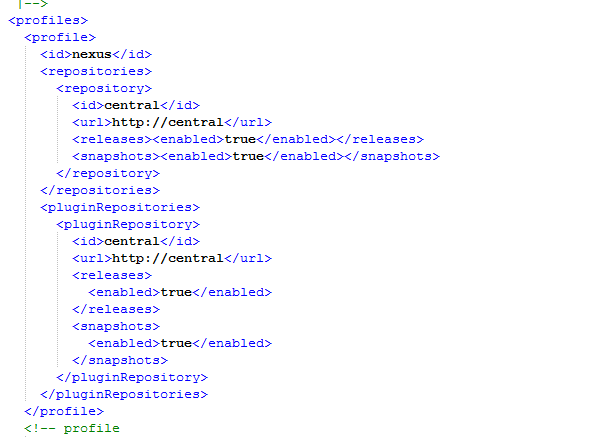 |-->
<profiles>
<profile>
<id>nexus</id>
<repositories>
<repository>
<id>central</id>
<url>http://central</url>
<releases><enabled>true</enabled></releases>
<snapshots><enabled>true</enabled></snapshots>
</repository>
</repositories>
<pluginRepositories>
<pluginRepository>
<id>central</id>
<url>http://central</url>
<releases>
<enabled>true</enabled>
</releases>
<snapshots>
<enabled>true</enabled>
</snapshots>
</pluginRepository>
</pluginRepositories>
</profile>
<!-- profile